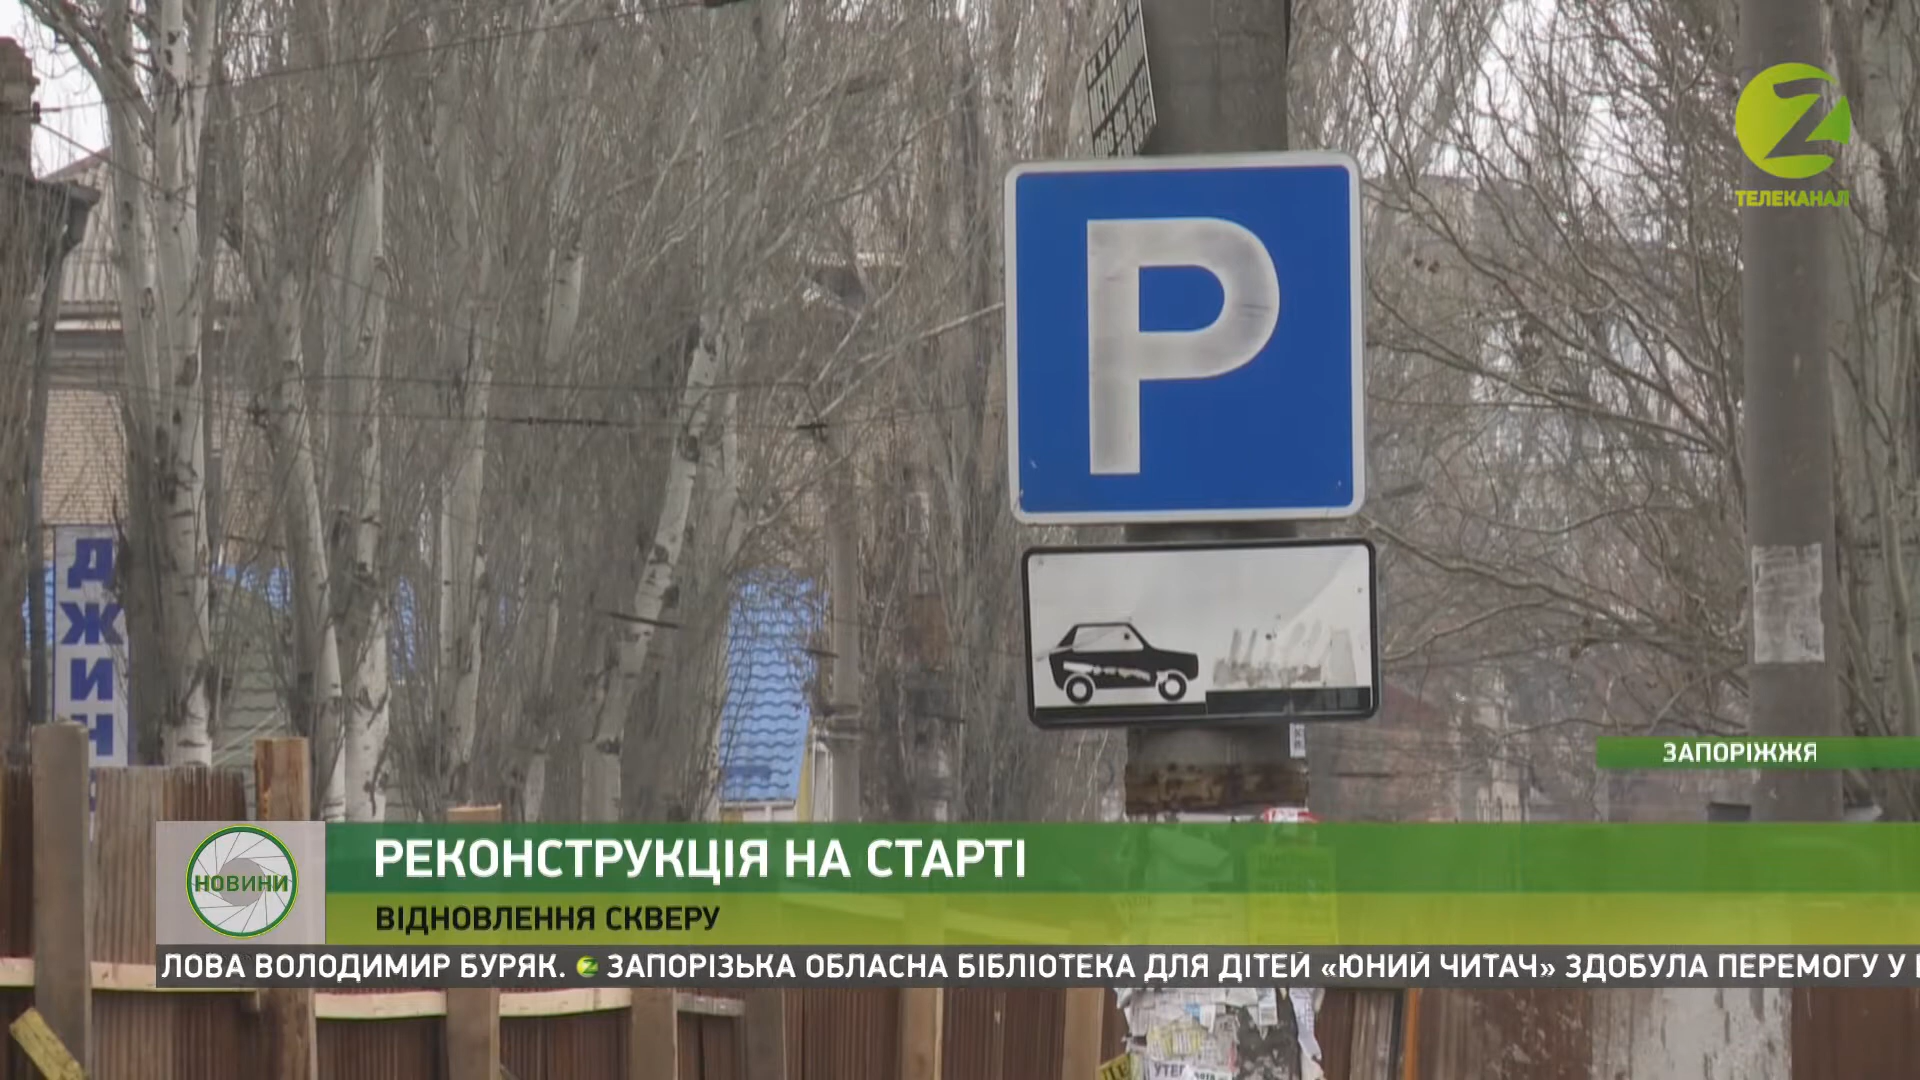 Z
ТЕЛЕКАНАЛ
P
ДЖИН
ЗАПОРІЖЖЯ
НОВИНИ
РЕКОНСТРУКЦІЯ НА СТАРТІ
ВІДНОВЛЕННЯ СКВЕРУ
ЛОВА ВОЛОДИМИР БУРЯК. Z ЗАПОРІЗЬКА ОБЛАСНА БІБЛІОТЕКА ДЛЯ ДІТЕЙ «ЮНИЙ ЧИТАЧ» ЗДОБУЛА ПЕРЕМОГУ У